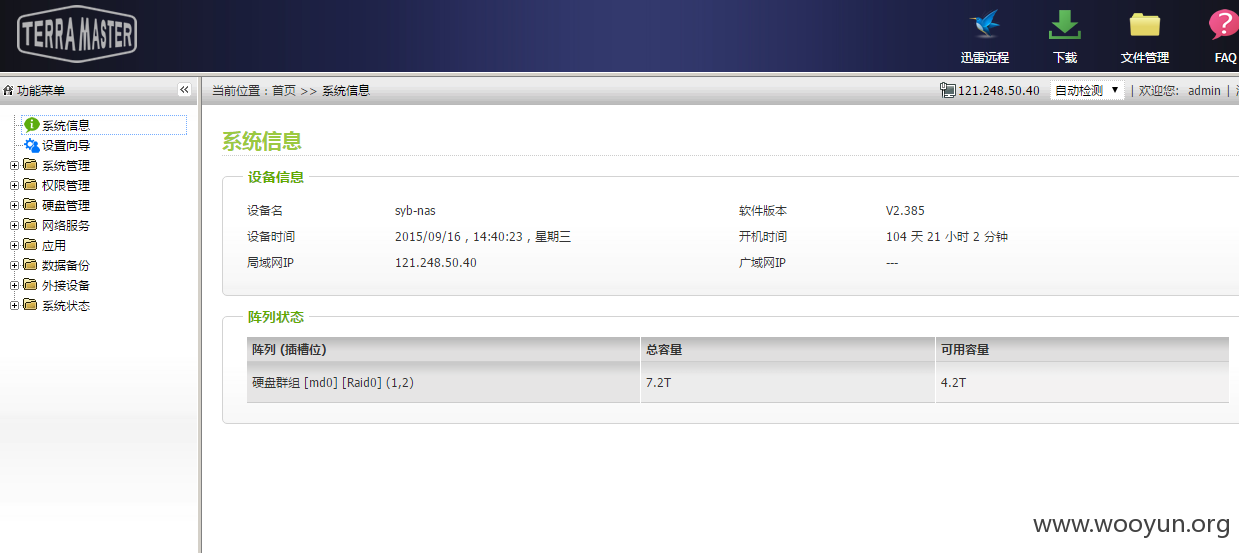 TERRA MASTER
迅雷远程 下载 文件管理 FAQ
功能菜单 «
当前位置：首页 >> 系统信息 121.248.50.40 自动检测 | 欢迎您: admin |
系统信息
设置向导
系统管理
权限管理
硬盘管理
网络服务
应用
数据备份
外接设备
系统状态
系统信息
设备信息
设备名 syb-nas 软件版本 V2.385
设备时间 2015/09/16 , 14:40:23 , 星期三 开机时间 104 天 21 小时 2 分钟
局域网IP 121.248.50.40 广域网IP ---
阵列状态
阵列 (插槽位) 总容量 可用容量
硬盘群组 [md0] [Raid0] (1,2) 7.2T 4.2T
www.wooyun.org